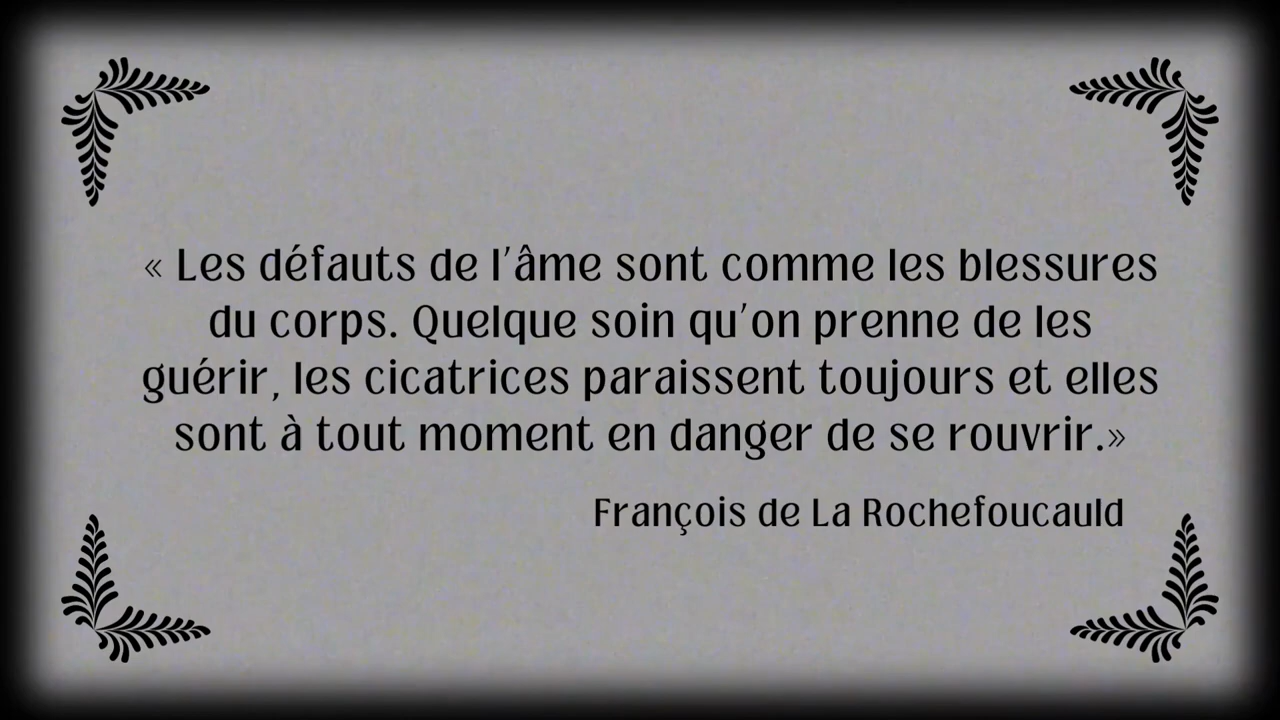 « Les défauts de l'âme sont comme les blessures
du corps. Quelque soin qu'on prenne de les
guérir, les cicatrices paraissent toujours et elles
sont à tout moment en danger de se rouvrir.»
François de La Rochefoucauld